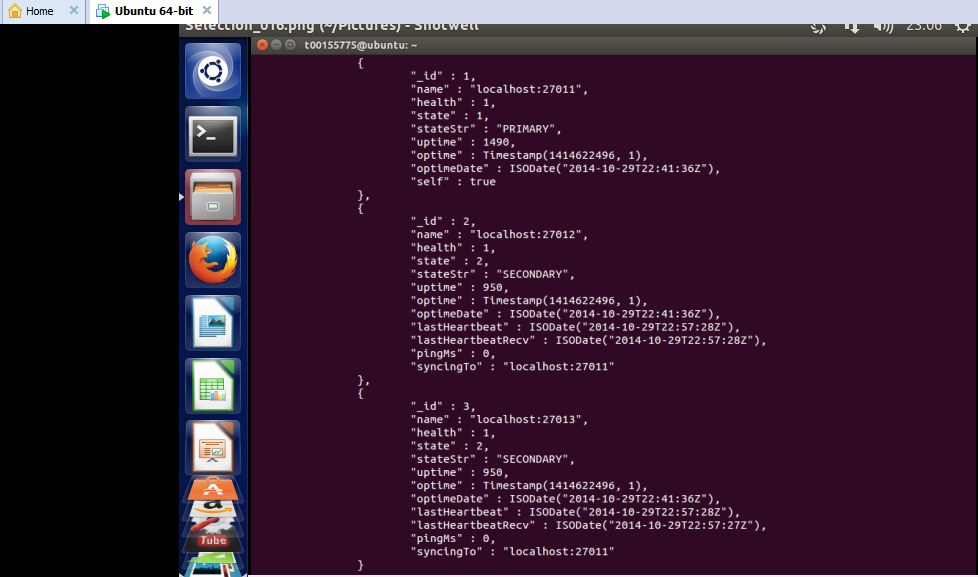 Home
Ubuntu 64-bit
Selection_016.png (~/Pictures) - Shotwell
23:06
t00155775@ubuntu: ~
{
"_id" : 1,
"name" : "localhost:27011",
"health" : 1,
"state" : 1,
"stateStr" : "PRIMARY",
"uptime" : 1490,
"optime" : Timestamp(1414622496, 1),
"optimeDate" : ISODate("2014-10-29T22:41:36Z"),
"self" : true
},
{
"_id" : 2,
"name" : "localhost:27012",
"health" : 1,
"state" : 2,
"stateStr" : "SECONDARY",
"uptime" : 950,
"optime" : Timestamp(1414622496, 1),
"optimeDate" : ISODate("2014-10-29T22:41:36Z"),
"lastHeartbeat" : ISODate("2014-10-29T22:57:28Z"),
"lastHeartbeatRecv" : ISODate("2014-10-29T22:57:28Z"),
"pingMs" : 0,
"syncingTo" : "localhost:27011"
},
{
"_id" : 3,
"name" : "localhost:27013",
"health" : 1,
"state" : 2,
"stateStr" : "SECONDARY",
"uptime" : 950,
"optime" : Timestamp(1414622496, 1),
"optimeDate" : ISODate("2014-10-29T22:41:36Z"),
"lastHeartbeat" : ISODate("2014-10-29T22:57:28Z"),
"lastHeartbeatRecv" : ISODate("2014-10-29T22:57:27Z"),
"pingMs" : 0,
"syncingTo" : "localhost:27011"
}
Tube